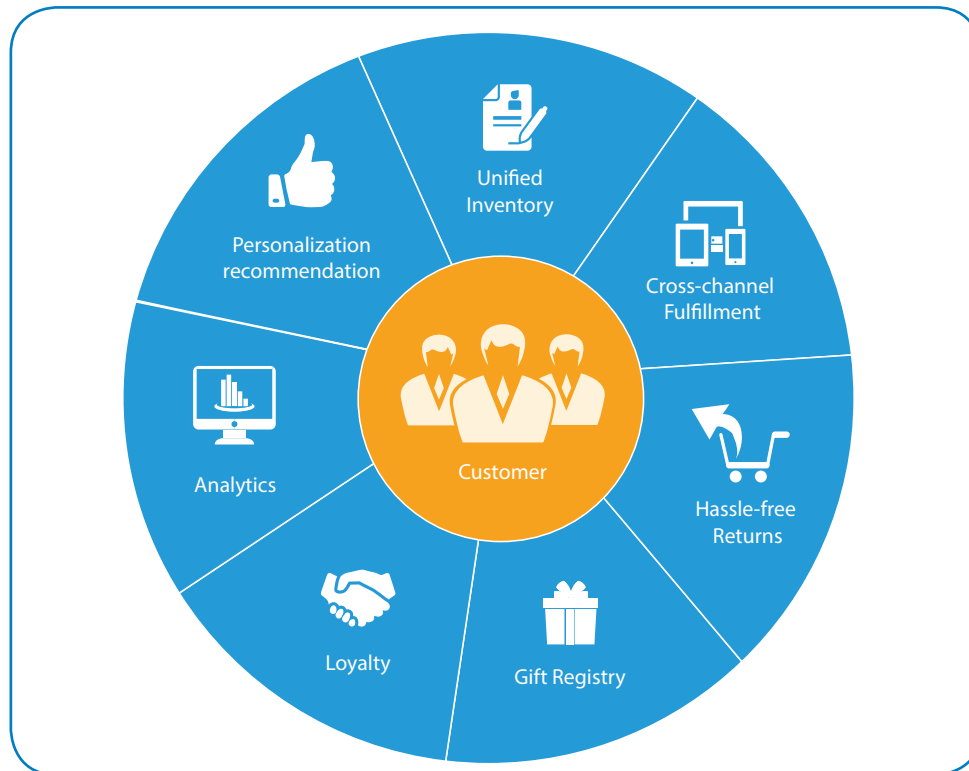 Unified
Inventory
Cross-channel
Fulfillment
Hassle-free
Returns
Gift Registry
Loyalty
Analytics
Personalization
recommendation
Customer